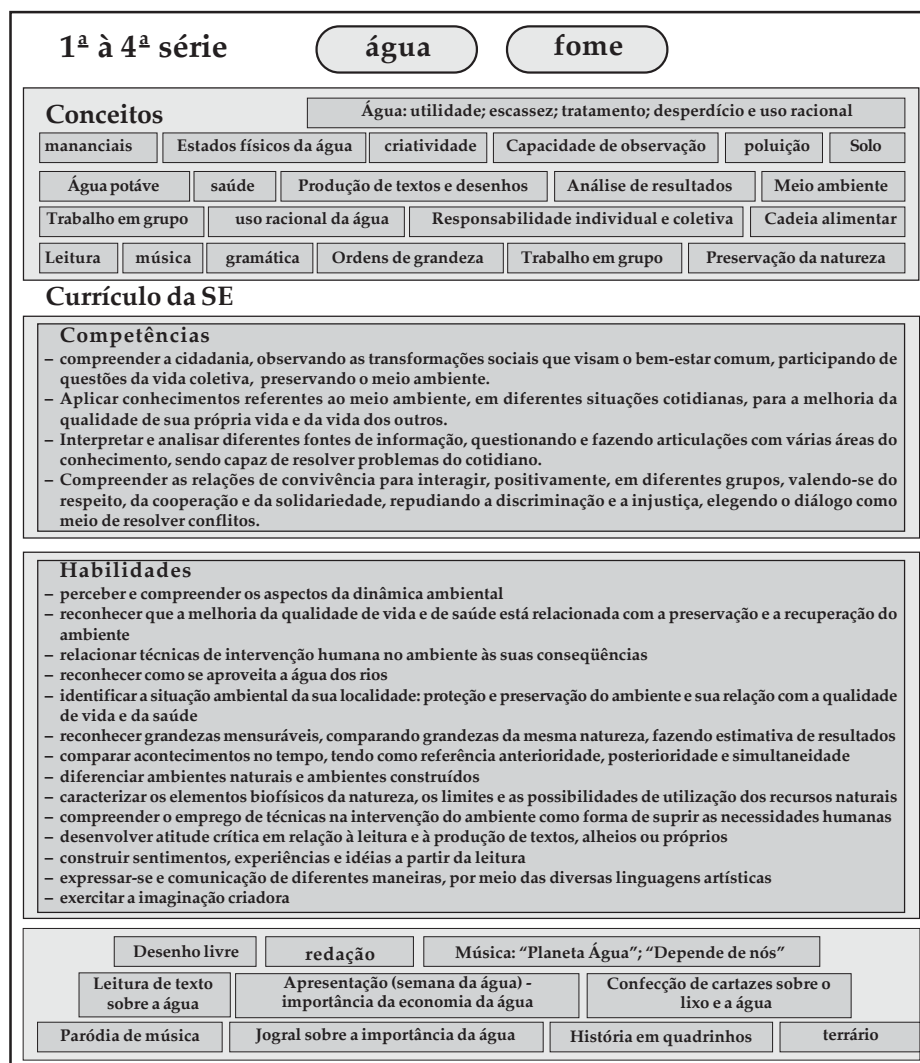 1ª à 4ª série água fome
Conceitos Água: utilidade; escassez; tratamento; desperdício e uso racional
mananciais Estados físicos da água criatividade Capacidade de observação poluição Solo
Água potáve saúde Produção de textos e desenhos Análise de resultados Meio ambiente
Trabalho em grupo uso racional da água Responsabilidade individual e coletiva Cadeia alimentar
Leitura música gramática Ordens de grandeza Trabalho em grupo Preservação da natureza
Currículo da SE
Competências
– compreender a cidadania, observando as transformações sociais que visam o bem-estar comum, participando de
questões da vida coletiva, preservando o meio ambiente.
– Aplicar conhecimentos referentes ao meio ambiente, em diferentes situações cotidianas, para a melhoria da
qualidade de sua própria vida e da vida dos outros.
– Interpretar e analisar diferentes fontes de informação, questionando e fazendo articulações com várias áreas do
conhecimento, sendo capaz de resolver problemas do cotidiano.
– Compreender as relações de convivência para interagir, positivamente, em diferentes grupos, valendo-se do
respeito, da cooperação e da solidariedade, repudiando a discriminação e a injustiça, elegendo o diálogo como
meio de resolver conflitos.
Habilidades
– perceber e compreender os aspectos da dinâmica ambiental
– reconhecer que a melhoria da qualidade de vida e de saúde está relacionada com a preservação e a recuperação do
ambiente
– relacionar técnicas de intervenção humana no ambiente às suas conseqüências
– reconhecer como se aproveita a água dos rios
– identificar a situação ambiental da sua localidade: proteção e preservação do ambiente e sua relação com a qualidade
de vida e da saúde
– reconhecer grandezas mensuráveis, comparando grandezas da mesma natureza, fazendo estimativa de resultados
– comparar acontecimentos no tempo, tendo como referência anterioridade, posterioridade e simultaneidade
– diferenciar ambientes naturais e ambientes construídos
– caracterizar os elementos biofísicos da natureza, os limites e as possibilidades de utilização dos recursos naturais
– compreender o emprego de técnicas na intervenção do ambiente como forma de suprir as necessidades humanas
– desenvolver atitude crítica em relação à leitura e à produção de textos, alheios ou próprios
– construir sentimentos, experiências e idéias a partir da leitura
– expressar-se e comunicação de diferentes maneiras, por meio das diversas linguagens artísticas
– exercitar a imaginação criadora
Desenho livre redação Música: “Planeta Água”; “Depende de nós”
Leitura de texto
sobre a água
Apresentação (semana da água) -
importância da economia da água
Confecção de cartazes sobre o
lixo e a água
Paródia de música Jogral sobre a importância da água História em quadrinhos terrário